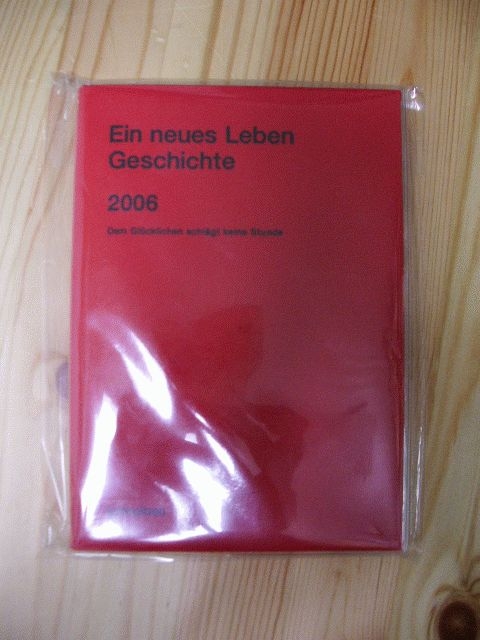 Ein neues Leben
Geschichte
2006
Dem Glücklichen schlägt keine Stunde